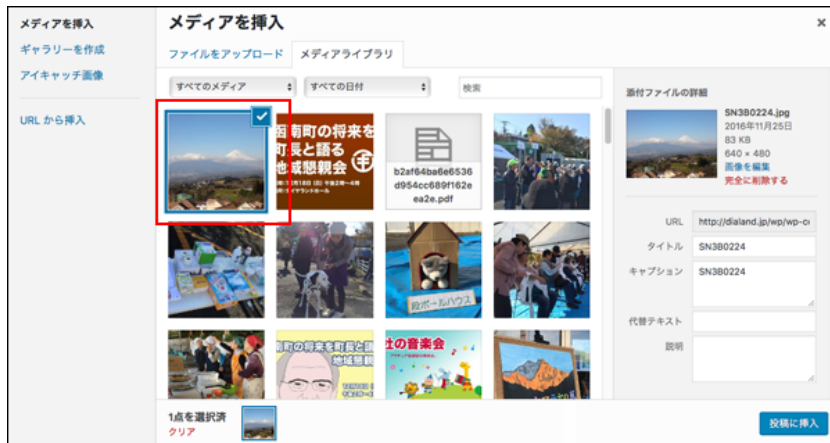 メディアを挿入
ギャラリーを作成
アイキャッチ画像
URL から挿入
メディアを挿入
×
ファイルをアップロード
メディアライブラリ
すべてのメディア
すべての日付
検索
函南町の将来を
町長と語る
地域懇親会
b2af64ba6e6536
d954cc689f162e
ea2e.pdf
段ボールハウス
函南町の将来を町長と語
地域懇親
杜の音楽会
添付ファイルの詳細
SN3B0224.jpg
2016年11月25日
83 KB
640 × 480
画像を編集
完全に削除する
URL
http://dialand.jp/wp/wp-c
タイトル
SN3B0224
キャプション
SN3B0224
代替テキスト
説明
1点を選択済
クリア
投稿に挿入